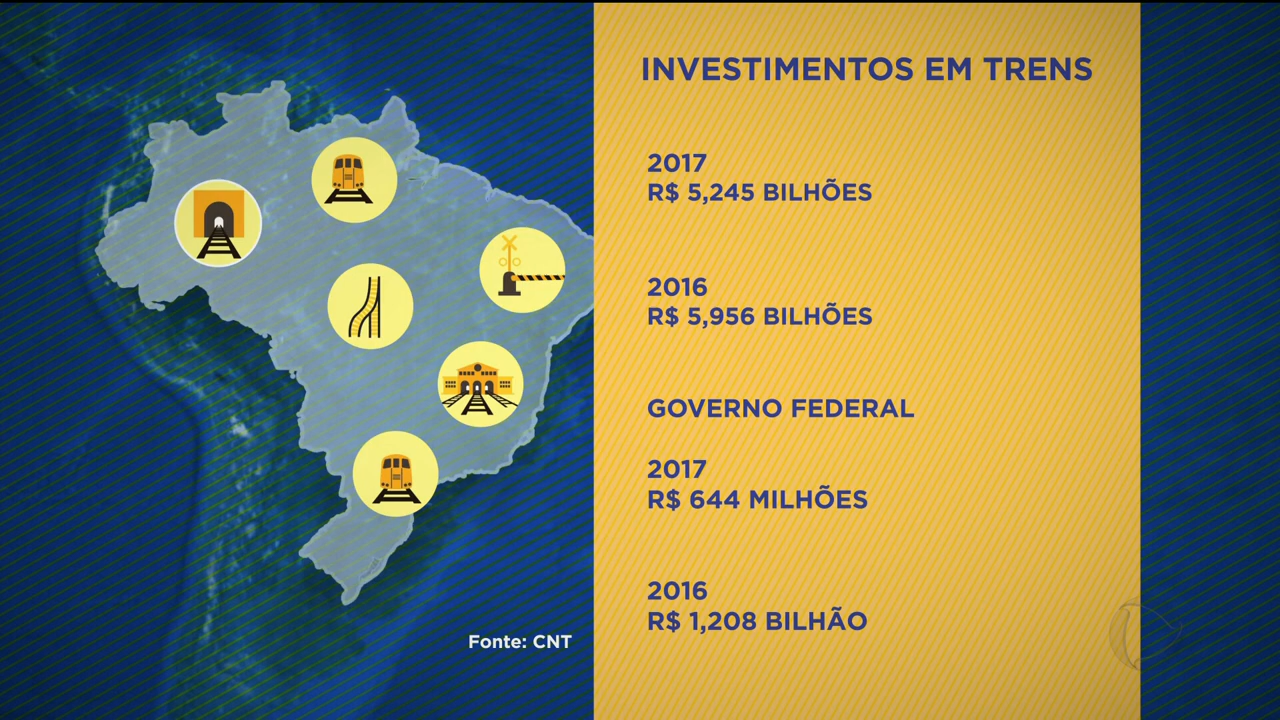 INVESTIMENTOS EM TRENS
2017
R$ 5,245 BILHÕES
2016
R$ 5,956 BILHÕES
GOVERNO FEDERAL
2017
R$ 644 MILHÕES
2016
R$ 1,208 BILHÃO
Fonte: CNT